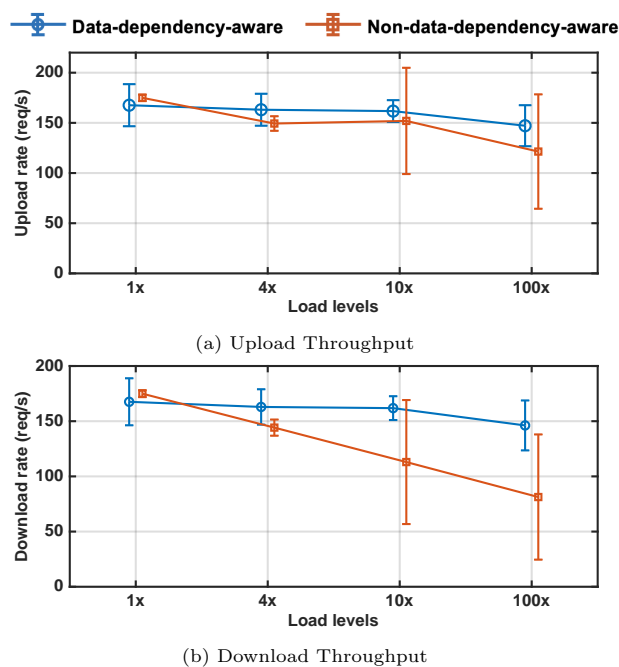 Data-dependency-aware Non-data-dependency-aware
200
150
100
50
0
Upload rate (req/s)
1x 4x 10x 100x
Load levels
(a) Upload Throughput
200
150
100
50
0
Download rate (req/s)
1x 4x 10x 100x
Load levels
(b) Download Throughput